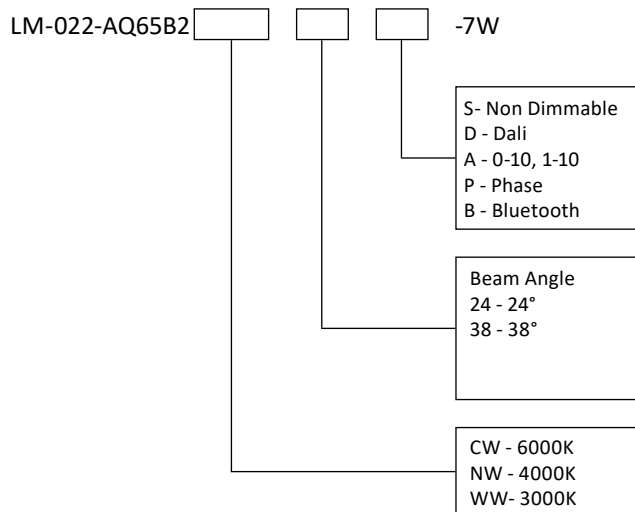 LM-022-AQ65B2 -7W
S- Non Dimmable
D - Dali
A - 0-10, 1-10
P - Phase
B - Bluetooth
Beam Angle
24 - 24°
38 - 38°
CW - 6000K
NW - 4000K
WW- 3000K